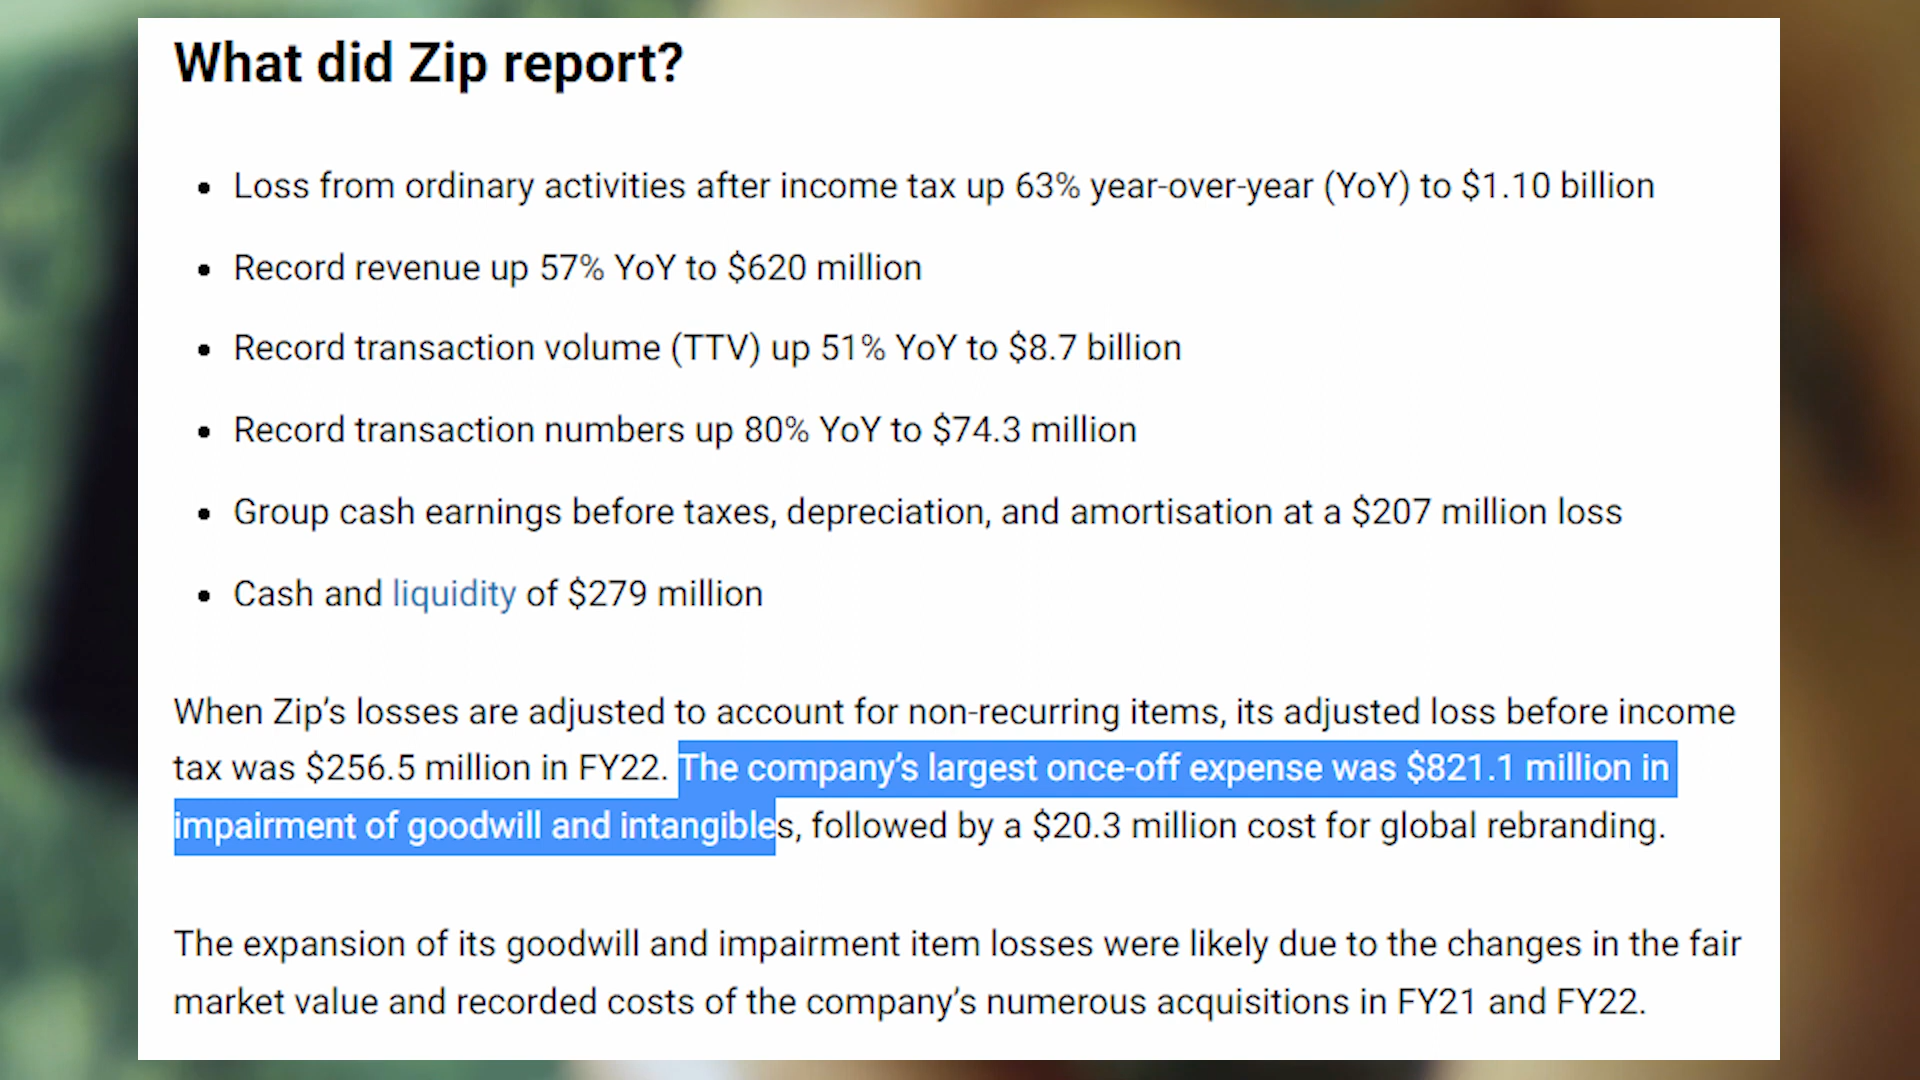 What did Zip report?
• Loss from ordinary activities after income tax up 63% year-over-year (YoY) to $1.10 billion
• Record revenue up 57% YoY to $620 million
• Record transaction volume (TTV) up 51% YoY to $8.7 billion
• Record transaction numbers up 80% YoY to $74.3 million
• Group cash earnings before taxes, depreciation, and amortisation at a $207 million loss
• Cash and liquidity of $279 million
When Zip’s losses are adjusted to account for non-recurring items, its adjusted loss before income
tax was $256.5 million in FY22. The company’s largest once-off expense was $821.1 million in
impairment of goodwill and intangibles, followed by a $20.3 million cost for global rebranding.
The expansion of its goodwill and impairment item losses were likely due to the changes in the fair
market value and recorded costs of the company’s numerous acquisitions in FY21 and FY22.